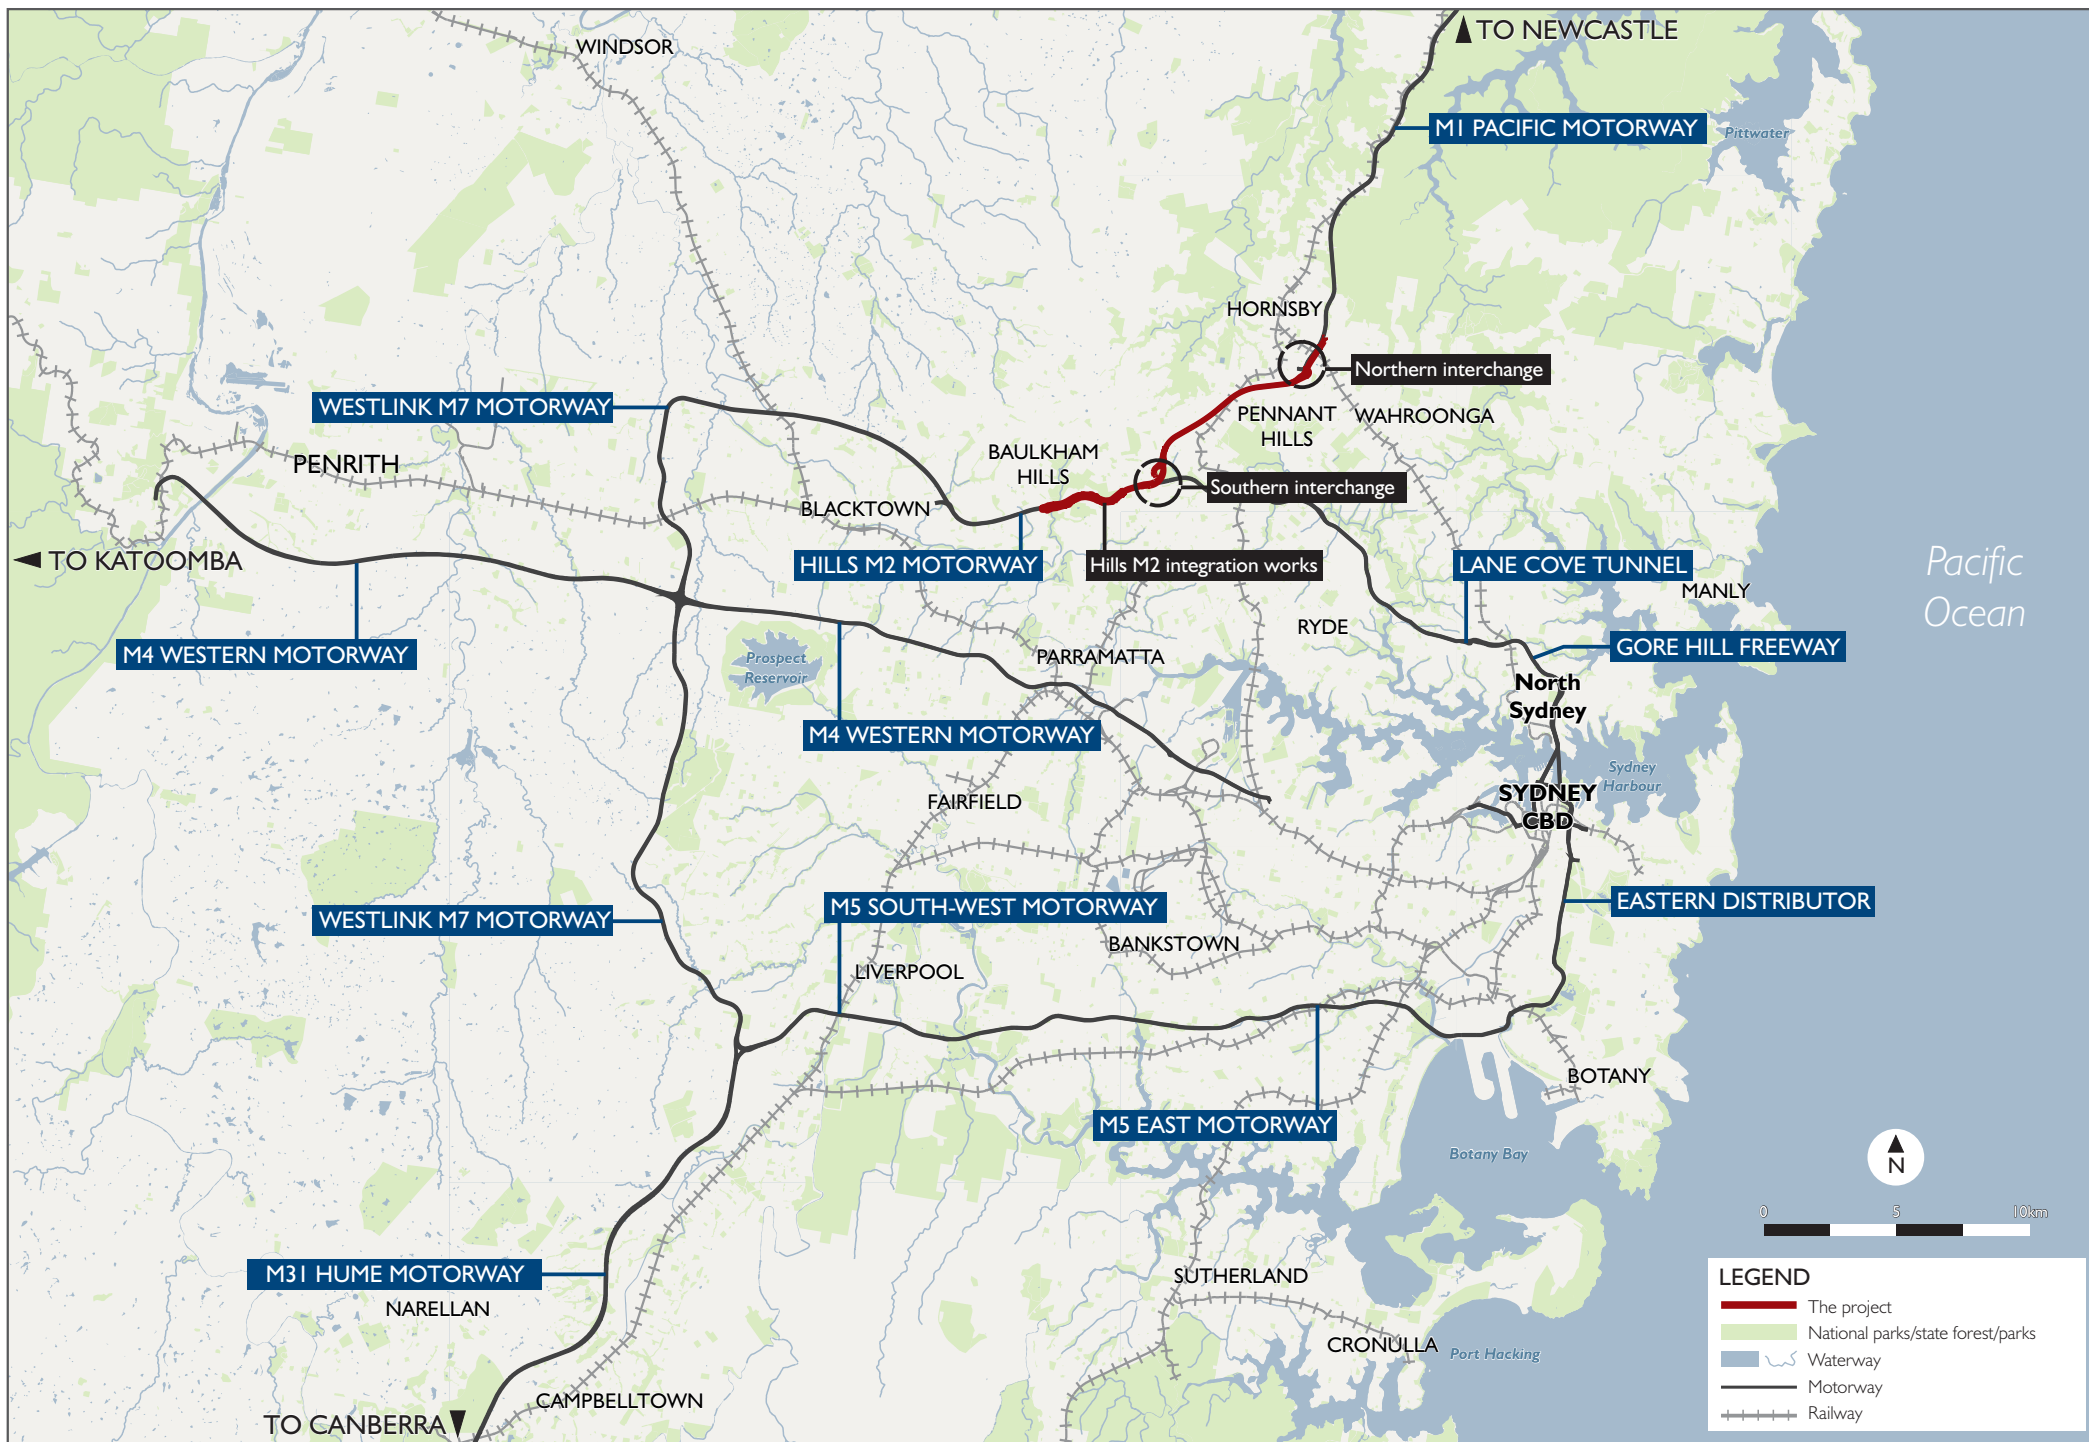 WINDSOR
TO NEWCASTLE
M1 PACIFIC MOTORWAY
Pittwater
HORNSBY
Northern interchange
WESTLINK M7 MOTORWAY
PENNANT
HILLS
WAHROONGA
BAULKHAM
HILLS
PENRITH
Southern interchange
BLACKTOWN
TO KATOOMBA
HILLS M2 MOTORWAY
Hills M2 integration works
LANE COVE TUNNEL
MANLY
Pacific
Ocean
RYDE
M4 WESTERN MOTORWAY
Prospect
Reservoir
PARRAMATTA
GORE HILL FREEWAY
North
Sydney
M4 WESTERN MOTORWAY
Sydney
Harbour
FAIRFIELD
SYDNEY
CBD
WESTLINK M7 MOTORWAY
M5 SOUTH-WEST MOTORWAY
EASTERN DISTRIBUTOR
BANKSTOWN
LIVERPOOL
BOTANY
M5 EAST MOTORWAY
Botany Bay
N
0 5 10km
M31 HUME MOTORWAY
NARELLAN
SUTHERLAND
CRONULLA
Port Hacking
CAMPBELLTOWN
TO CANBERRA
LEGEND
The project
National parks/state forest/parks
Waterway
Motorway
Railway